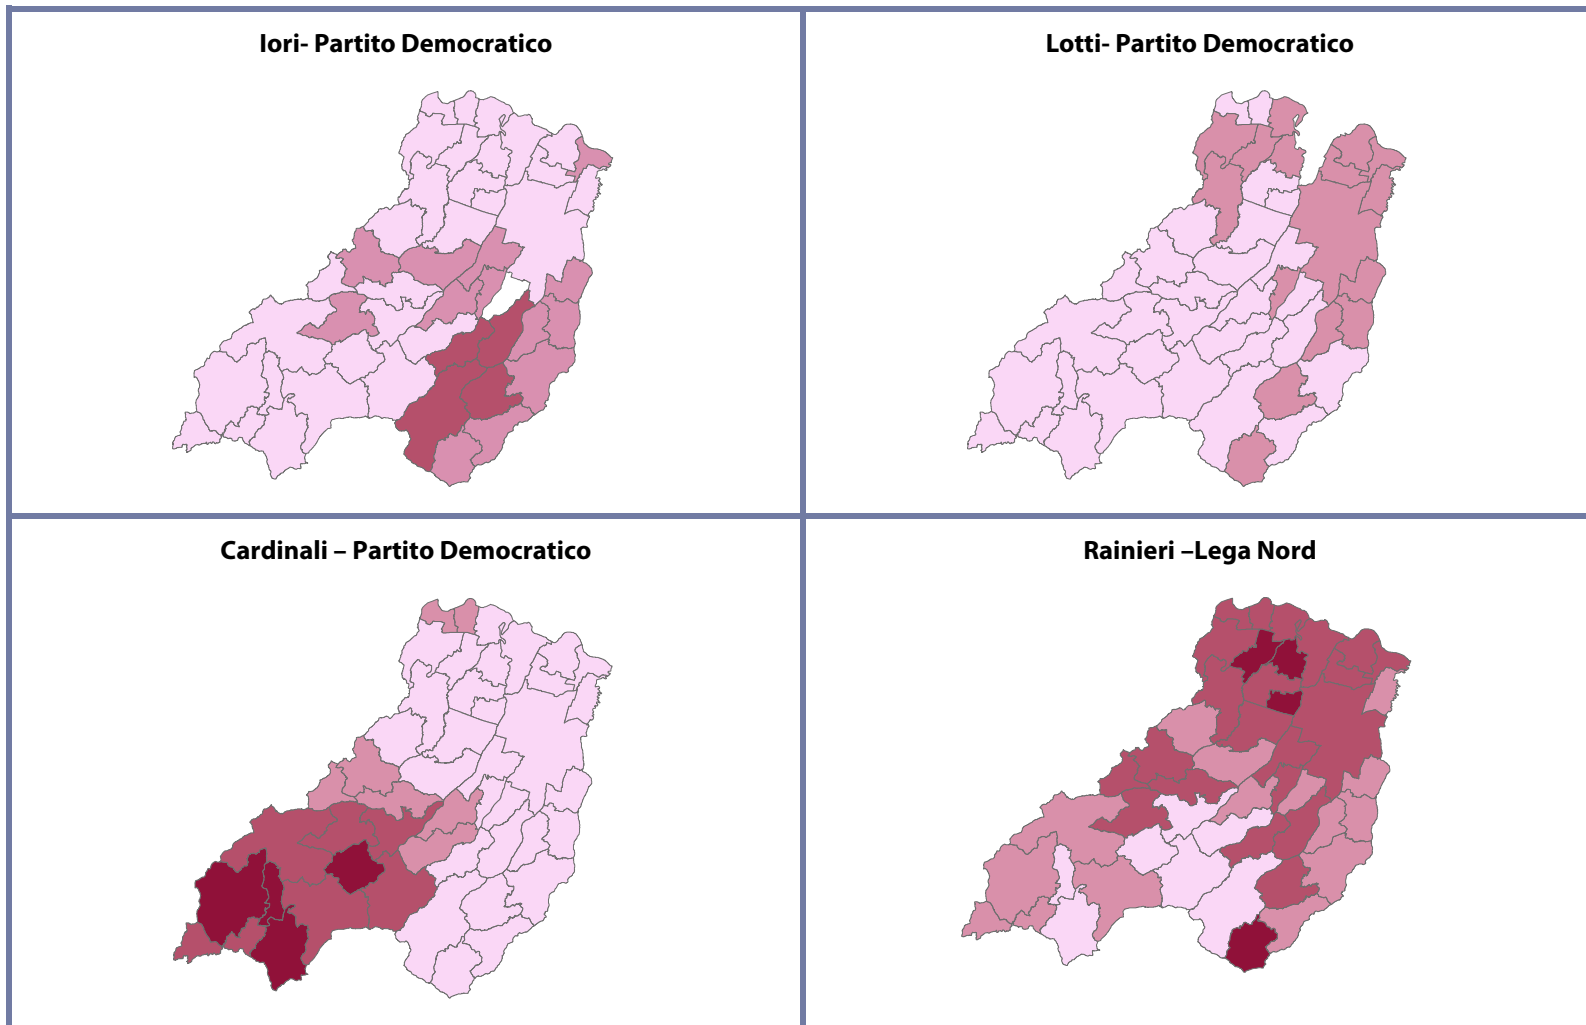 Iori- Partito Democratico
Lotti- Partito Democratico
Cardinali – Partito Democratico
Rainieri –Lega Nord